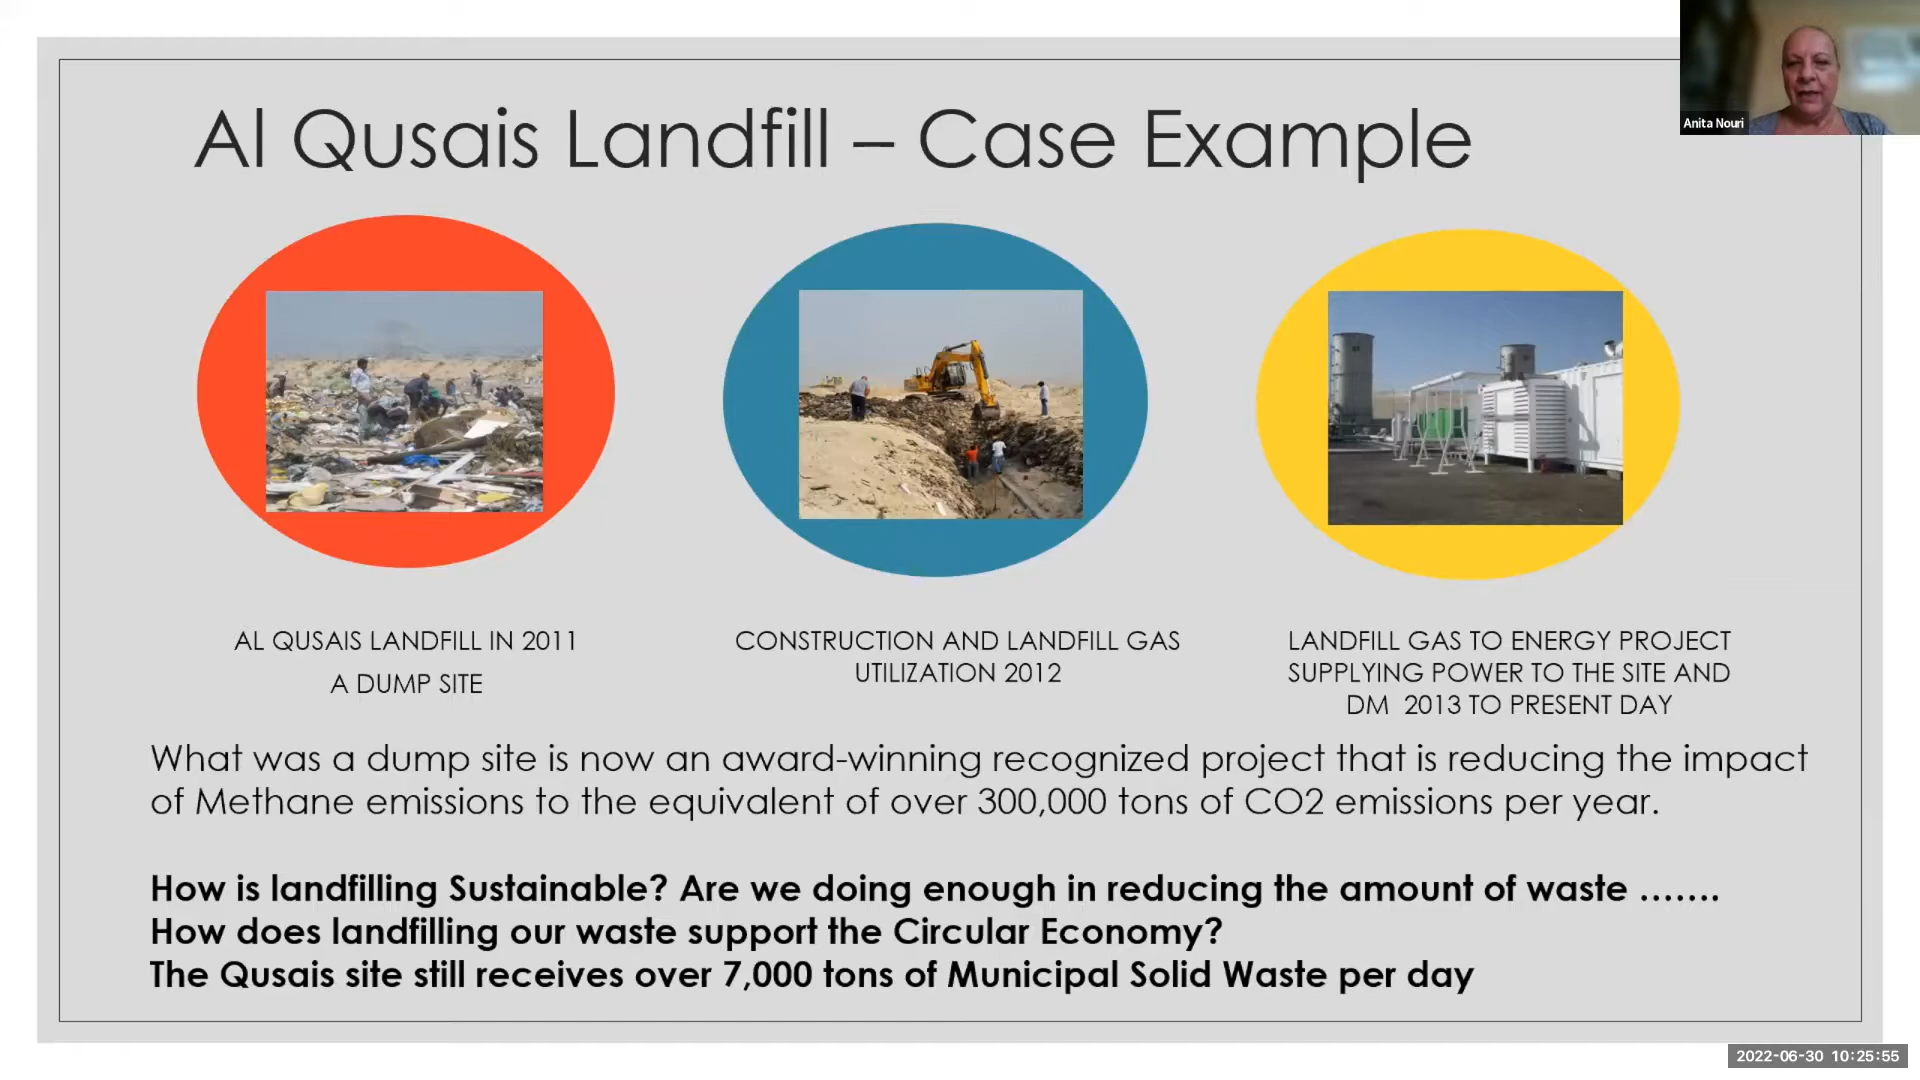 Anita Nouri
Al Qusais Landfill – Case Example
AL QUSAIS LANDFILL IN 2011
A DUMP SITE
CONSTRUCTION AND LANDFILL GAS
UTILIZATION 2012
LANDFILL GAS TO ENERGY PROJECT
SUPPLYING POWER TO THE SITE AND
DM 2013 TO PRESENT DAY
What was a dump site is now an award-winning recognized project that is reducing the impact
of Methane emissions to the equivalent of over 300,000 tons of CO2 emissions per year.
How is landfilling Sustainable? Are we doing enough in reducing the amount of waste .......
How does landfilling our waste support the Circular Economy?
The Qusais site still receives over 7,000 tons of Municipal Solid Waste per day
2022-06-30 10:25:55